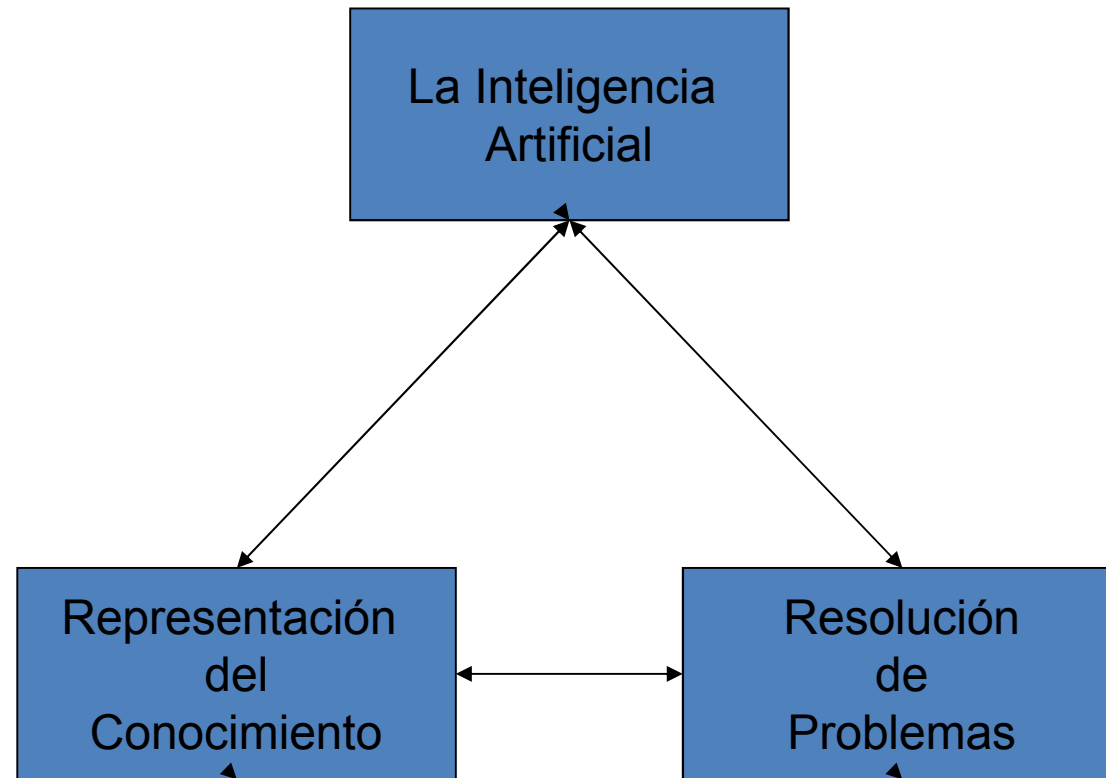 La Inteligencia
Artificial
Representación
del
Conocimiento
Resolución
de
Problemas